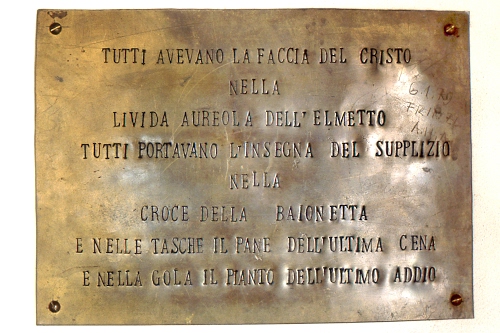 TUTTI AVEVANO LA FACCIA DEL CRISTO
NELLA
LIVIDA AUREOLA DELL'ELMETTO
TUTTI PORTAVANO L'INSEGNA DEL SUPPLIZIO
NELLA
CROCE DELLA BAIONETTA
E NELLE TASCHE IL PANE DELL'ULTIMA CENA
E NELLA GOLA IL PIANTO DELL'ULTIMO ADDIO